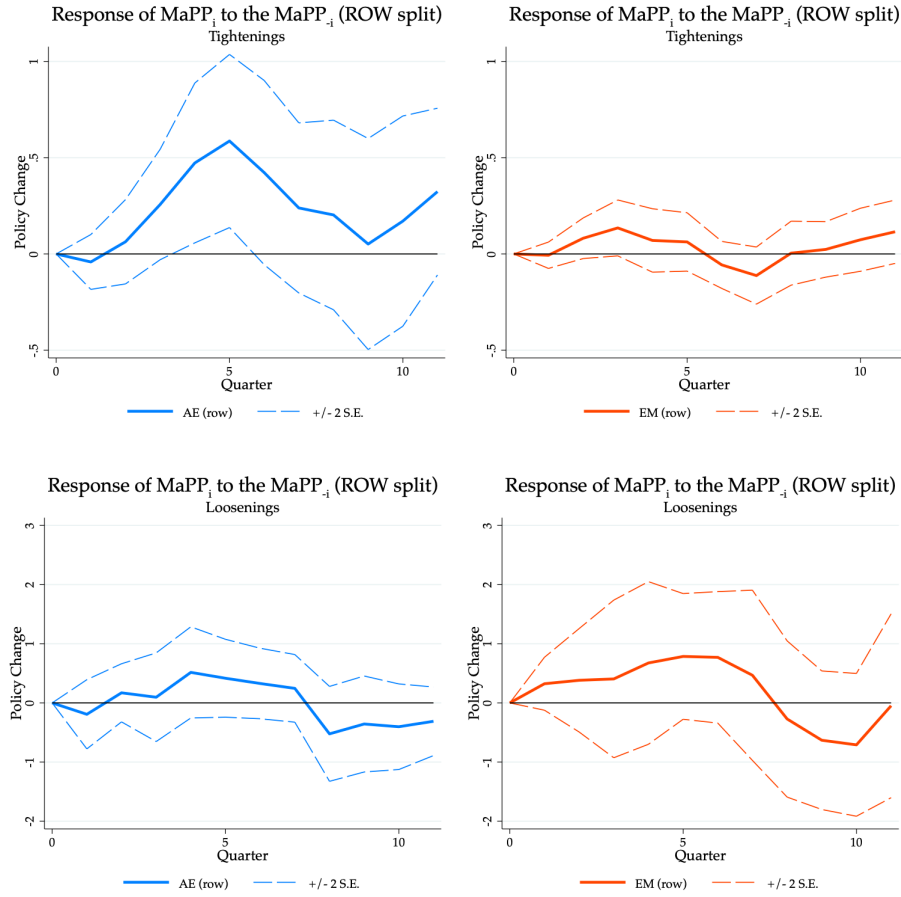 Response of MaPPi to the MaPP-i (ROW split)
Tightenings
Policy Change
1
.5
0
-.5
0 5 10
Quarter
AE (row) +/- 2 S.E.
Response of MaPPi to the MaPP-i (ROW split)
Tightenings
Policy Change
1
.5
0
-.5
0 5 10
Quarter
EM (row) +/- 2 S.E.
Response of MaPPi to the MaPP-i (ROW split)
Loosenings
Policy Change
3
2
1
0
-1
-2
0 5 10
Quarter
AE (row) +/- 2 S.E.
Response of MaPPi to the MaPP-i (ROW split)
Loosenings
Policy Change
3
2
1
0
-1
-2
0 5 10
Quarter
EM (row) +/- 2 S.E.